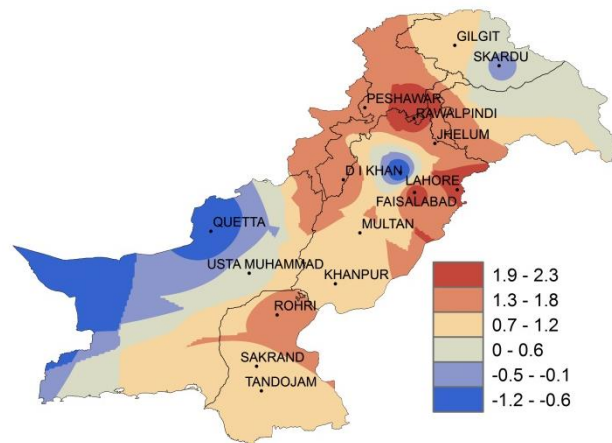 GILGIT
SKARDU
PESHAWAR
RAWALPINDI
JHELUM
D I KHAN
LAHORE
FAISALABAD
QUETTA
MULTAN
USTA MUHAMMAD
KHANPUR
ROHRI
SAKRAND
TANDOJAM
1.9 - 2.3
1.3 - 1.8
0.7 - 1.2
0 - 0.6
-0.5 - -0.1
-1.2 - -0.6